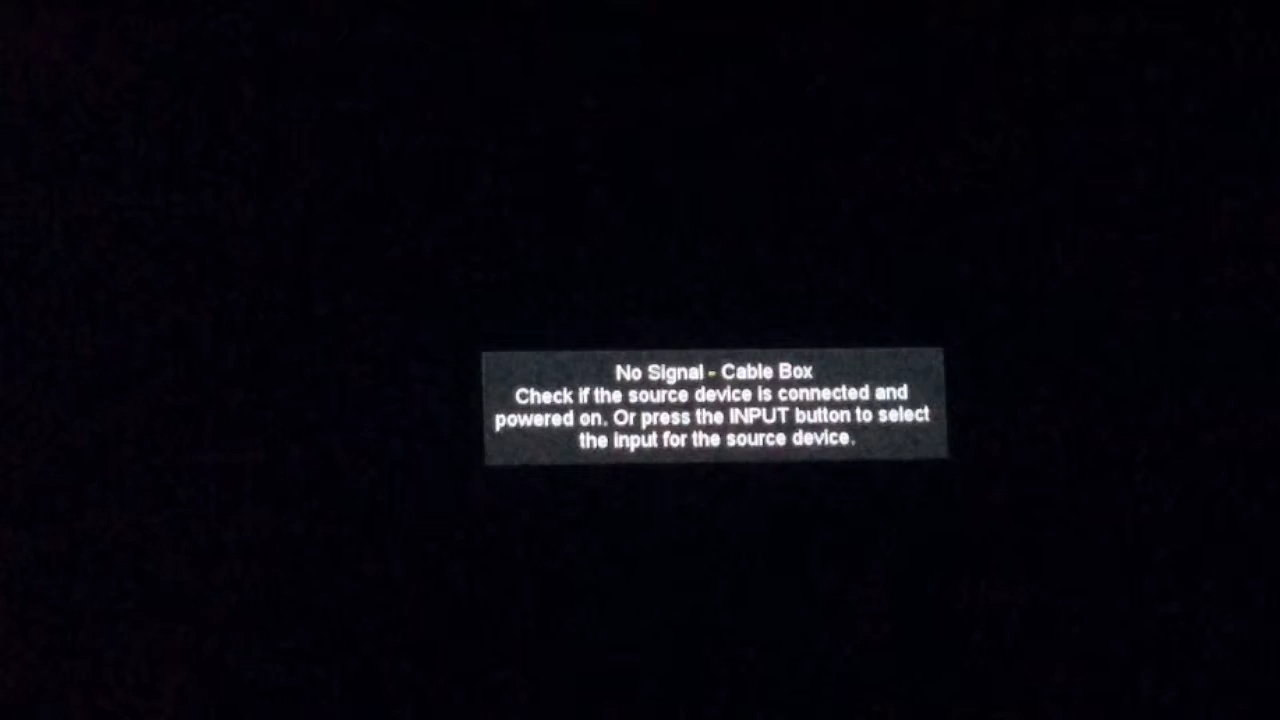 No Signal - Cable Box
Check if the source device is connected and
powered on. Or press the INPUT button to select
the input for the source device.